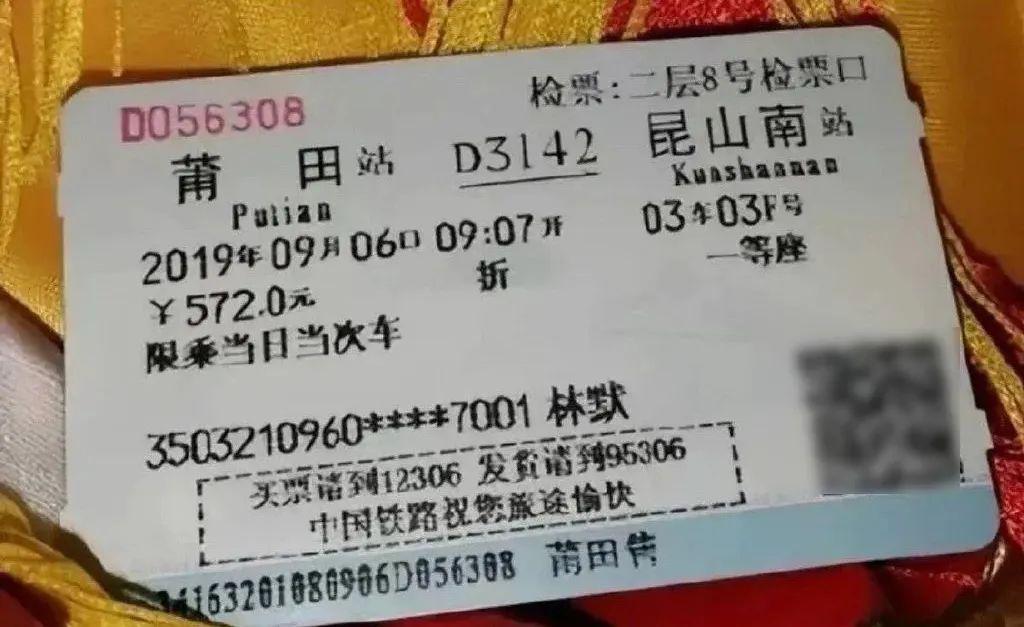 D056308 检票:二层8号检票口
莆田站 D3142 昆山南站
Putian Kunshannan
2019年09月06日 09:07开 03车03F号
¥572.0元 折 一等座
限乘当日当次车
3503210960****7001 林默
买票请到12306 发货请到95306
中国铁路祝您旅途愉快
4163201080906D056308 莆田售